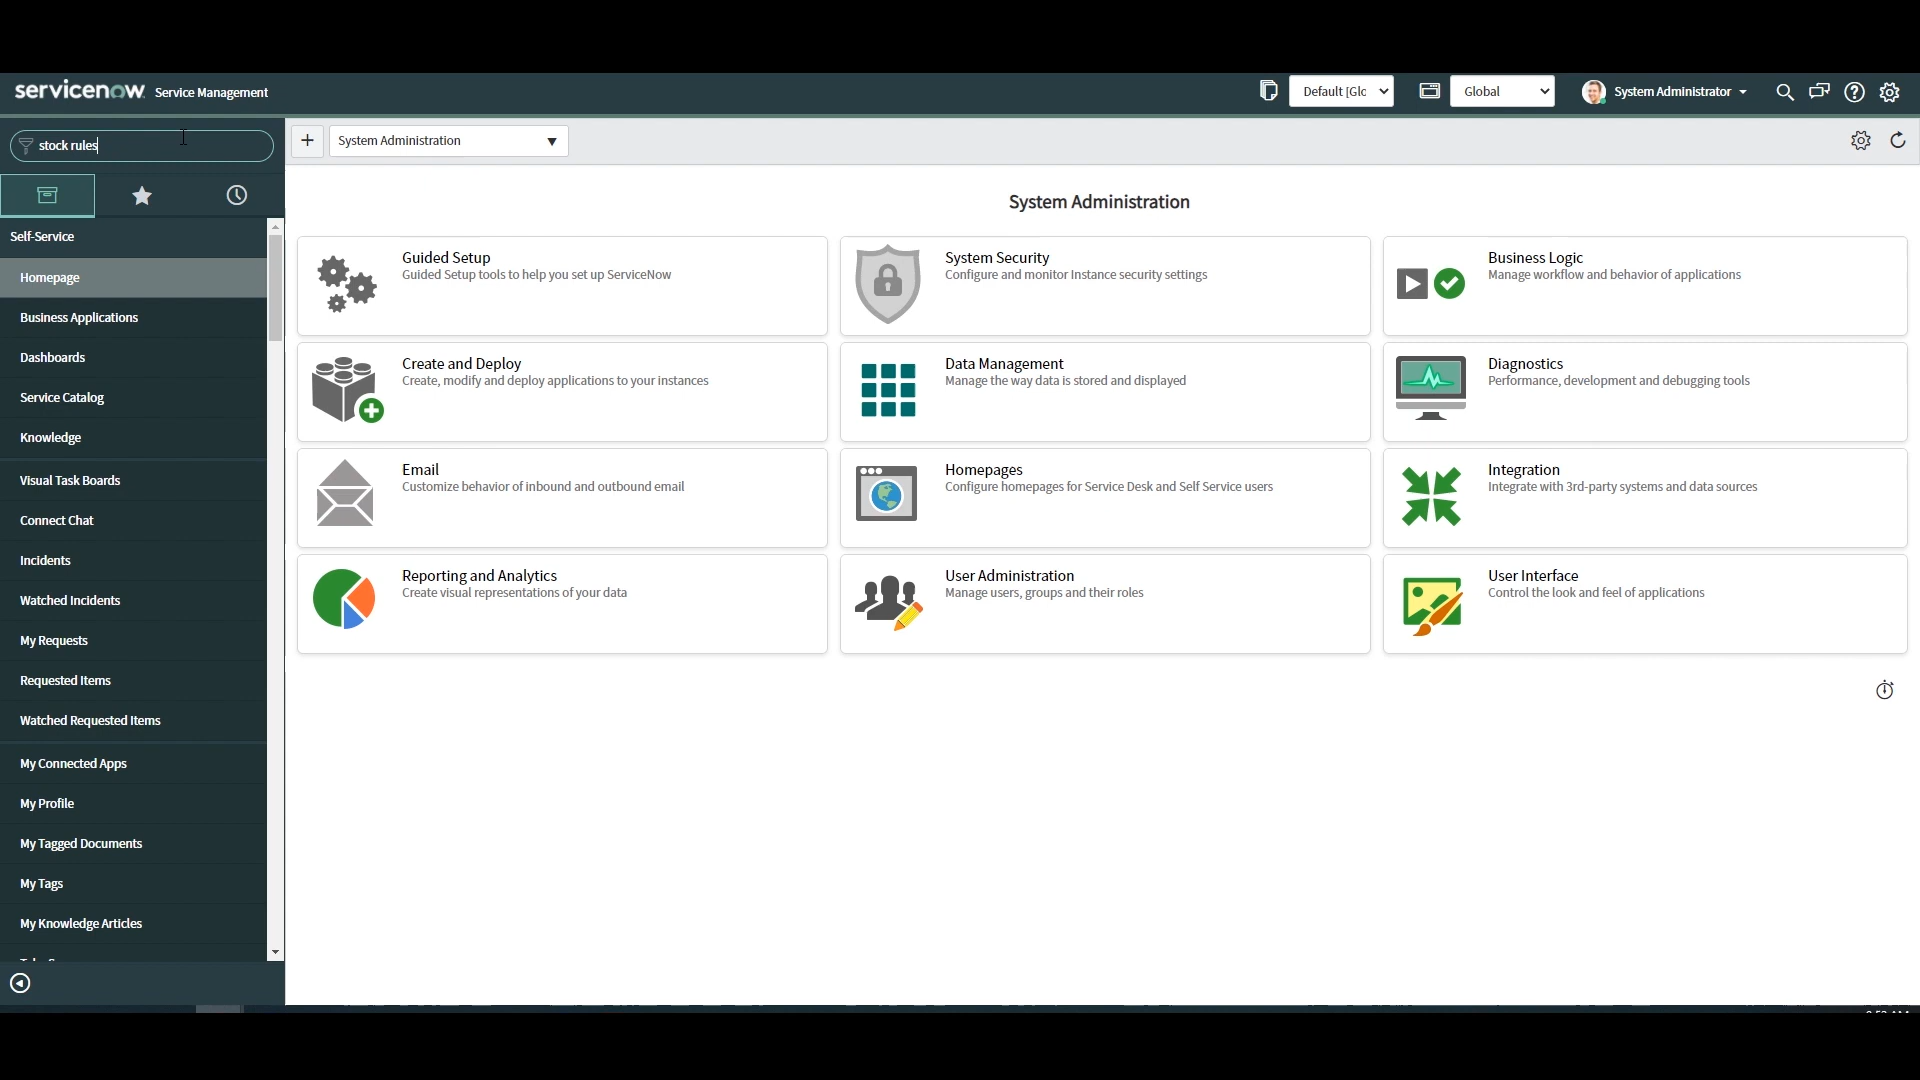 servicenow Service Management
Default [Glc
Global
System Administrator
stock rules
System Administration
System Administration
Self-Service
Homepage
Business Applications
Dashboards
Service Catalog
Knowledge
Visual Task Boards
Connect Chat
Incidents
Watched Incidents
My Requests
Requested Items
Watched Requested Items
My Connected Apps
My Profile
My Tagged Documents
My Tags
My Knowledge Articles
Guided Setup
Guided Setup tools to help you set up ServiceNow
System Security
Configure and monitor Instance security settings
Business Logic
Manage workflow and behavior of applications
Create and Deploy
Create, modify and deploy applications to your instances
Data Management
Manage the way data is stored and displayed
Diagnostics
Performance, development and debugging tools
Email
Customize behavior of inbound and outbound email
Homepages
Configure homepages for Service Desk and Self Service users
Integration
Integrate with 3rd-party systems and data sources
Reporting and Analytics
Create visual representations of your data
User Administration
Manage users, groups and their roles
User Interface
Control the look and feel of applications